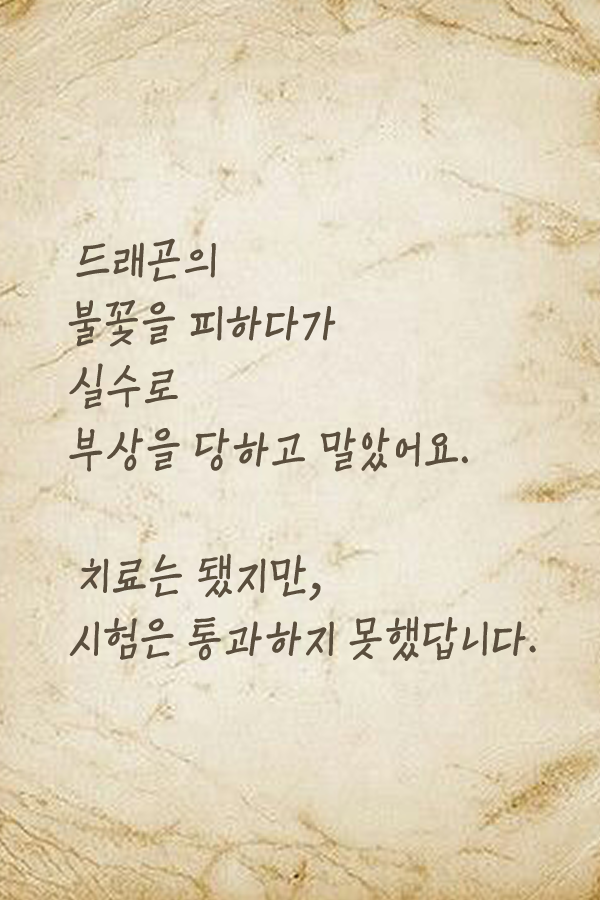 드래곤의
불꽃을 피하다가
실수로
부상을 당하고 말았어요.
치료는 됐지만,
시험은 통과하지 못했답니다.